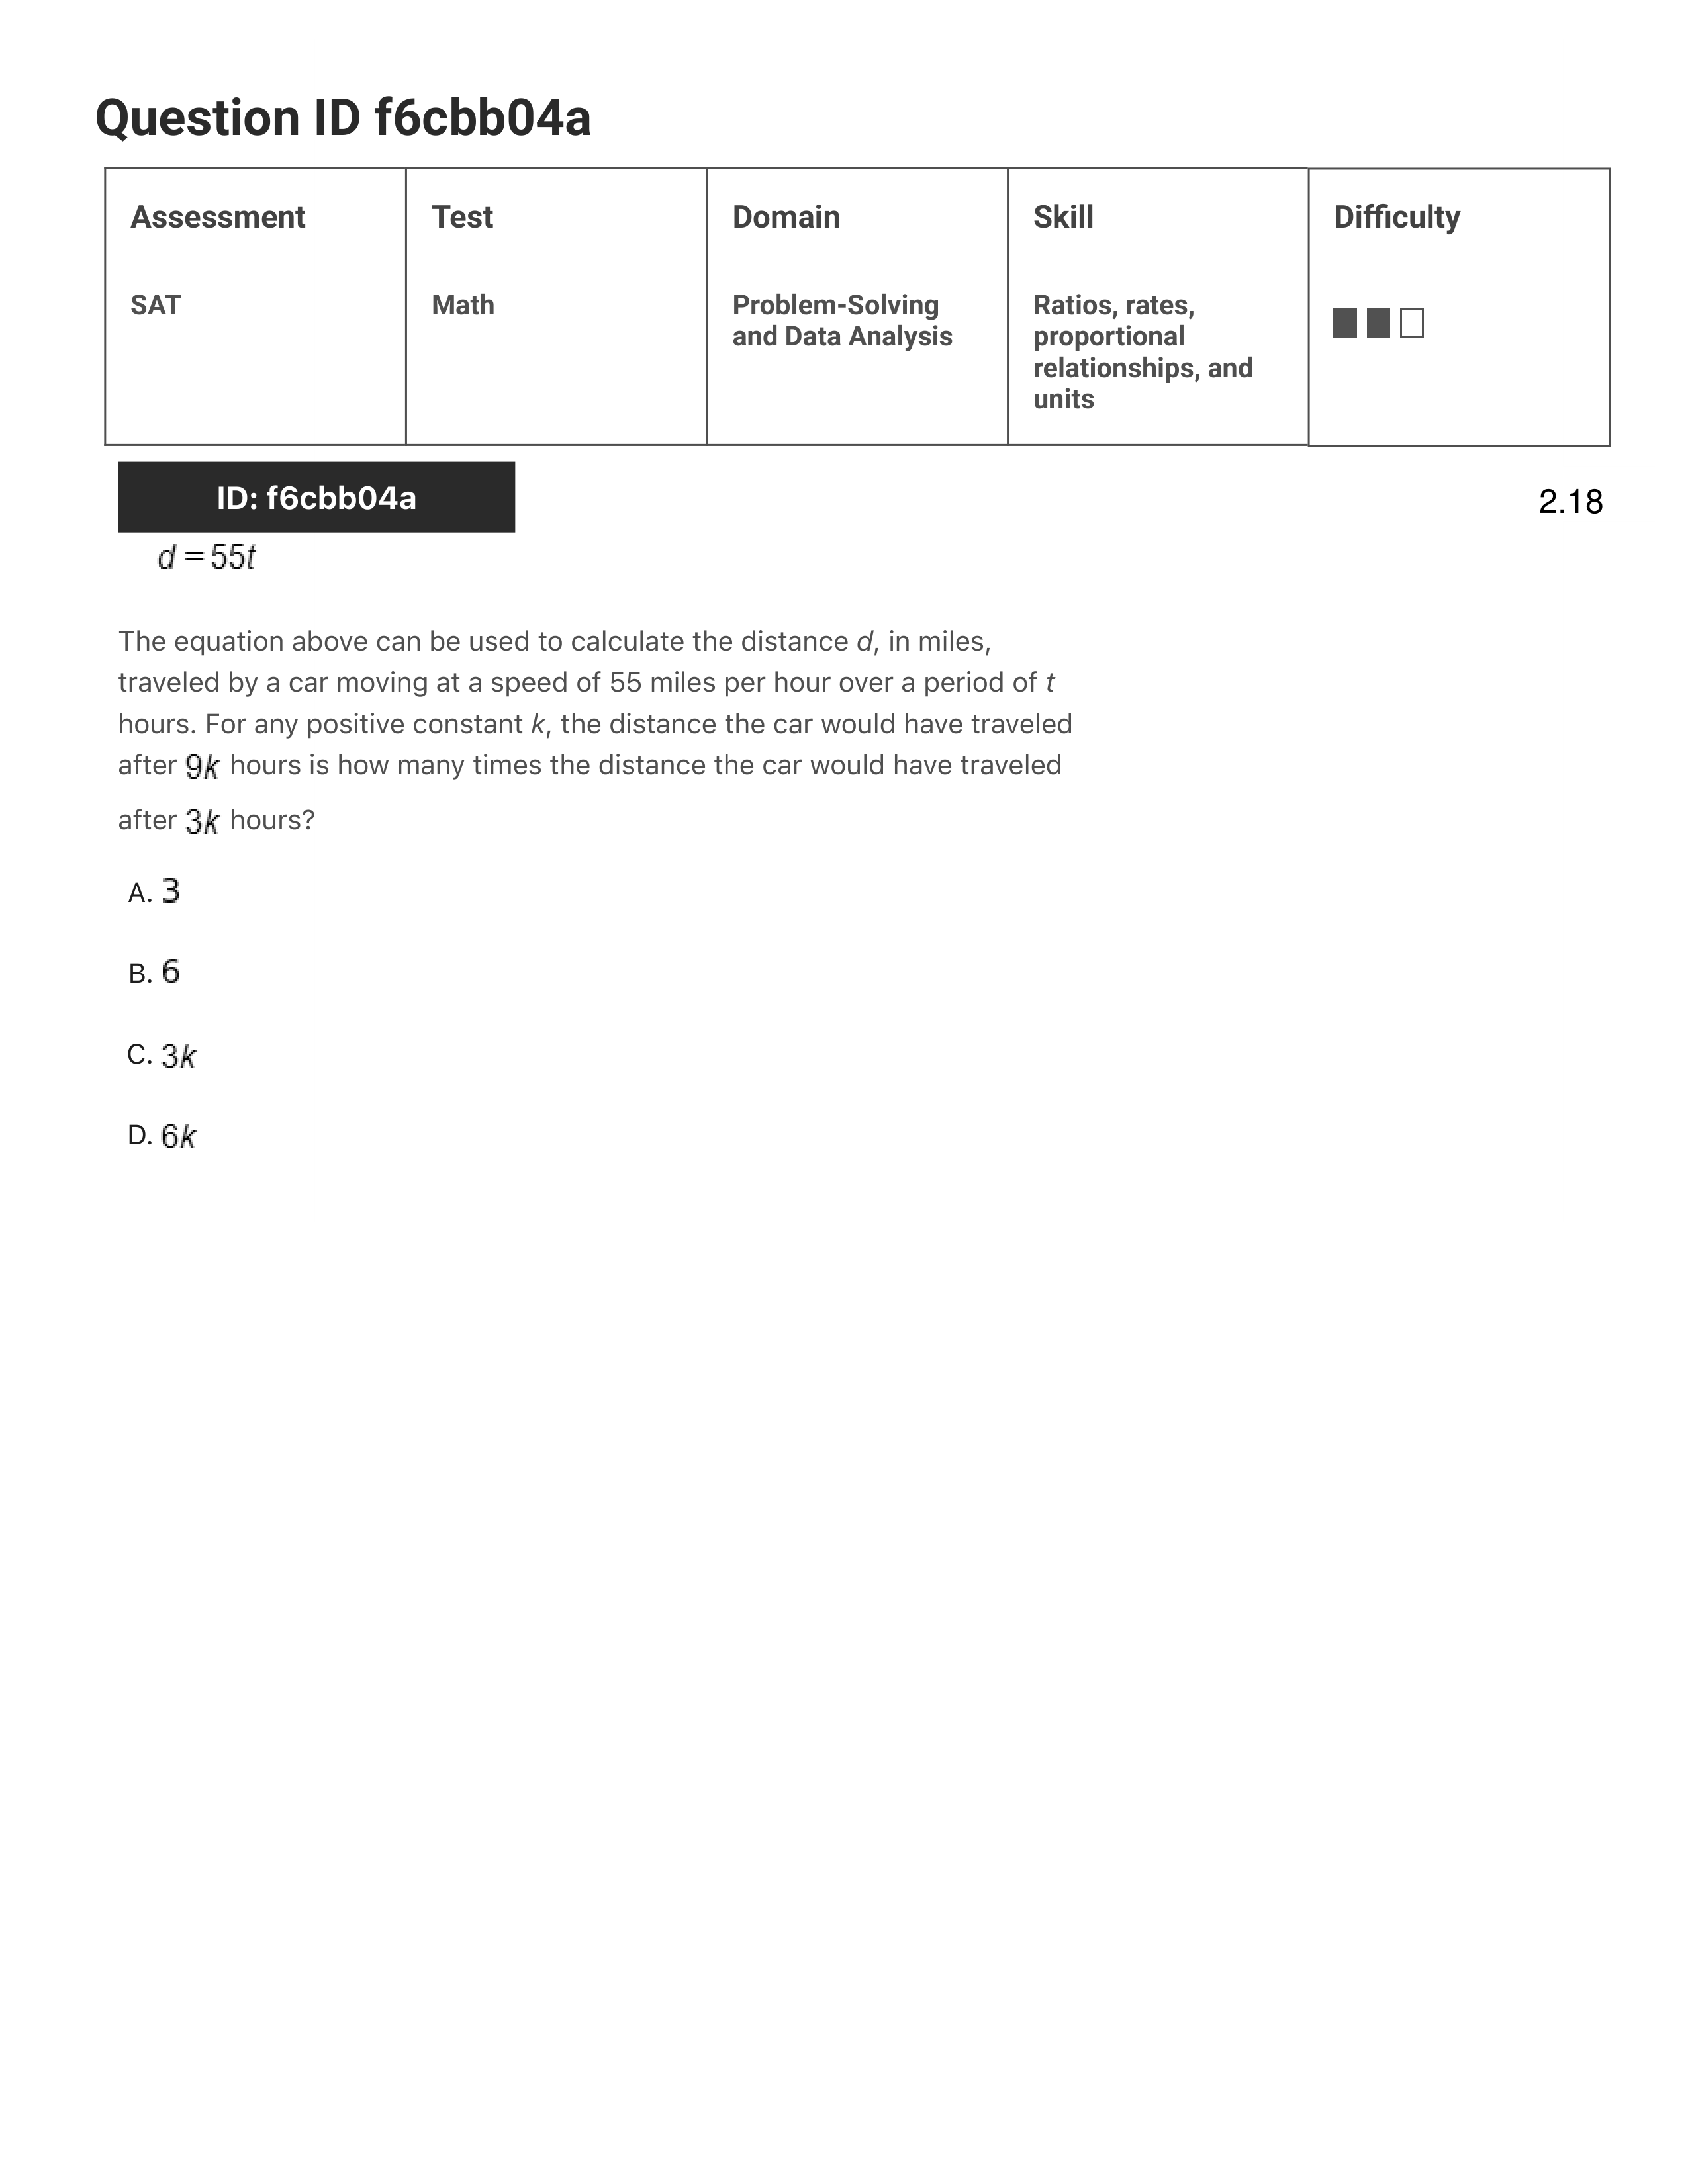 Question ID f6cbb04a
Assessment
Test
Domain
Skill
Difficulty
SAT
Math
Problem-Solving
and Data Analysis
Ratios, rates,
proportional
relationships, and
units
ID: f6cbb04a
2.18
d = 55t
The equation above can be used to calculate the distance d, in miles,
traveled by a car moving at a speed of 55 miles per hour over a period of t
hours. For any positive constant k, the distance the car would have traveled
after 9k hours is how many times the distance the car would have traveled
after 3k hours?
A. 3
B. 6
C. 3k
D. 6k